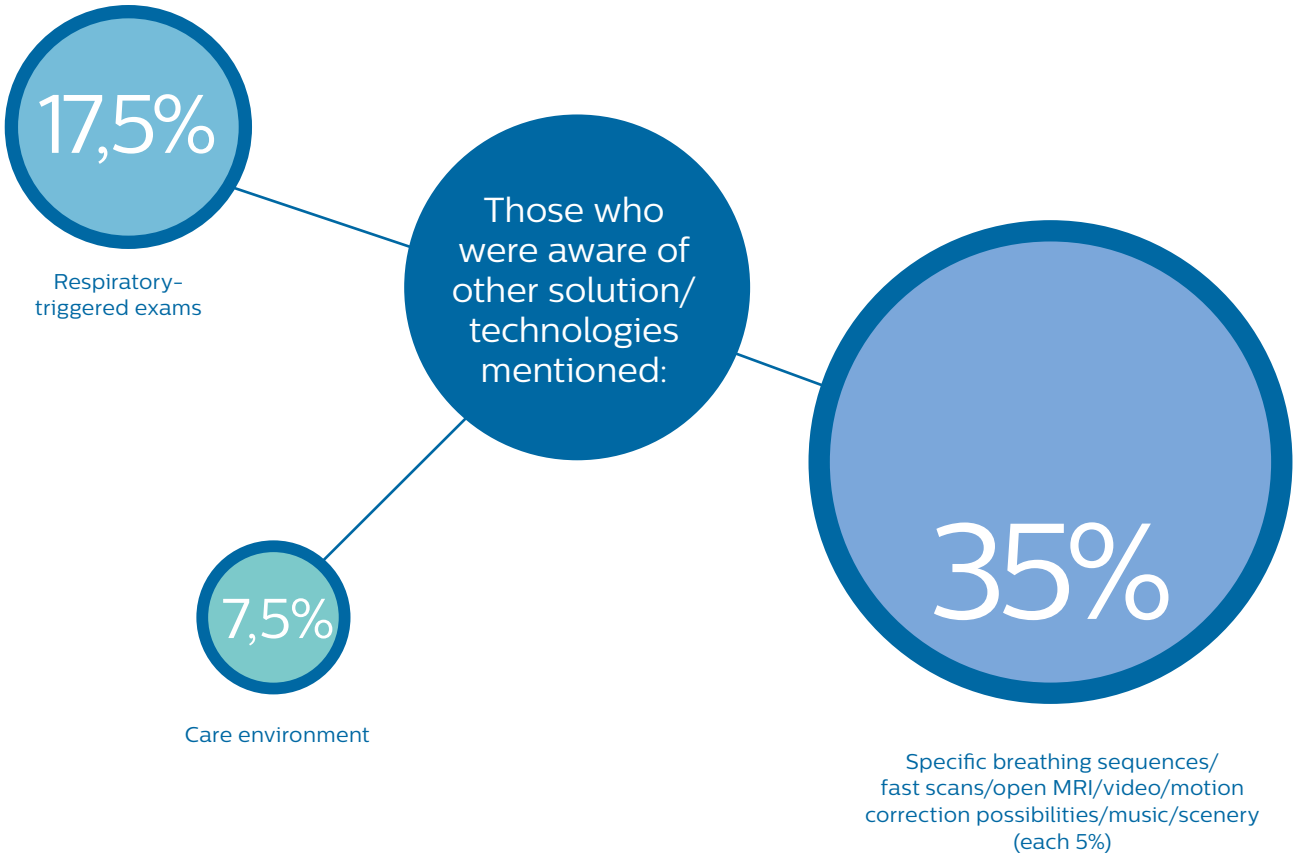 17,5%
Respiratory-
triggered exams
Those who
were aware of
other solution/
technologies
mentioned:
7,5%
Care environment
35%
Specific breathing sequences/
fast scans/open MRI/video/motion
correction possibilities/music/scenery
(each 5%)